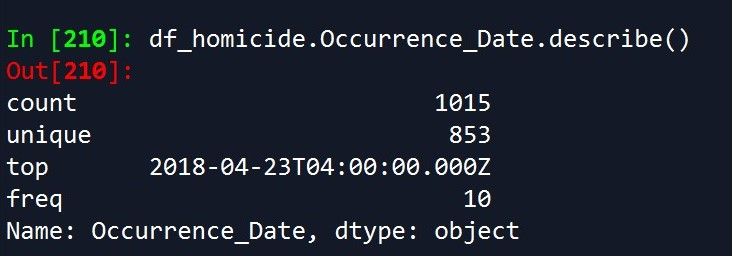 In [210]: df_homicide.Occurrence_Date.describe()
Out[210]:
count                         1015
unique                         853
top       2018-04-23T04:00:00.000Z
freq                            10
Name: Occurrence_Date, dtype: object